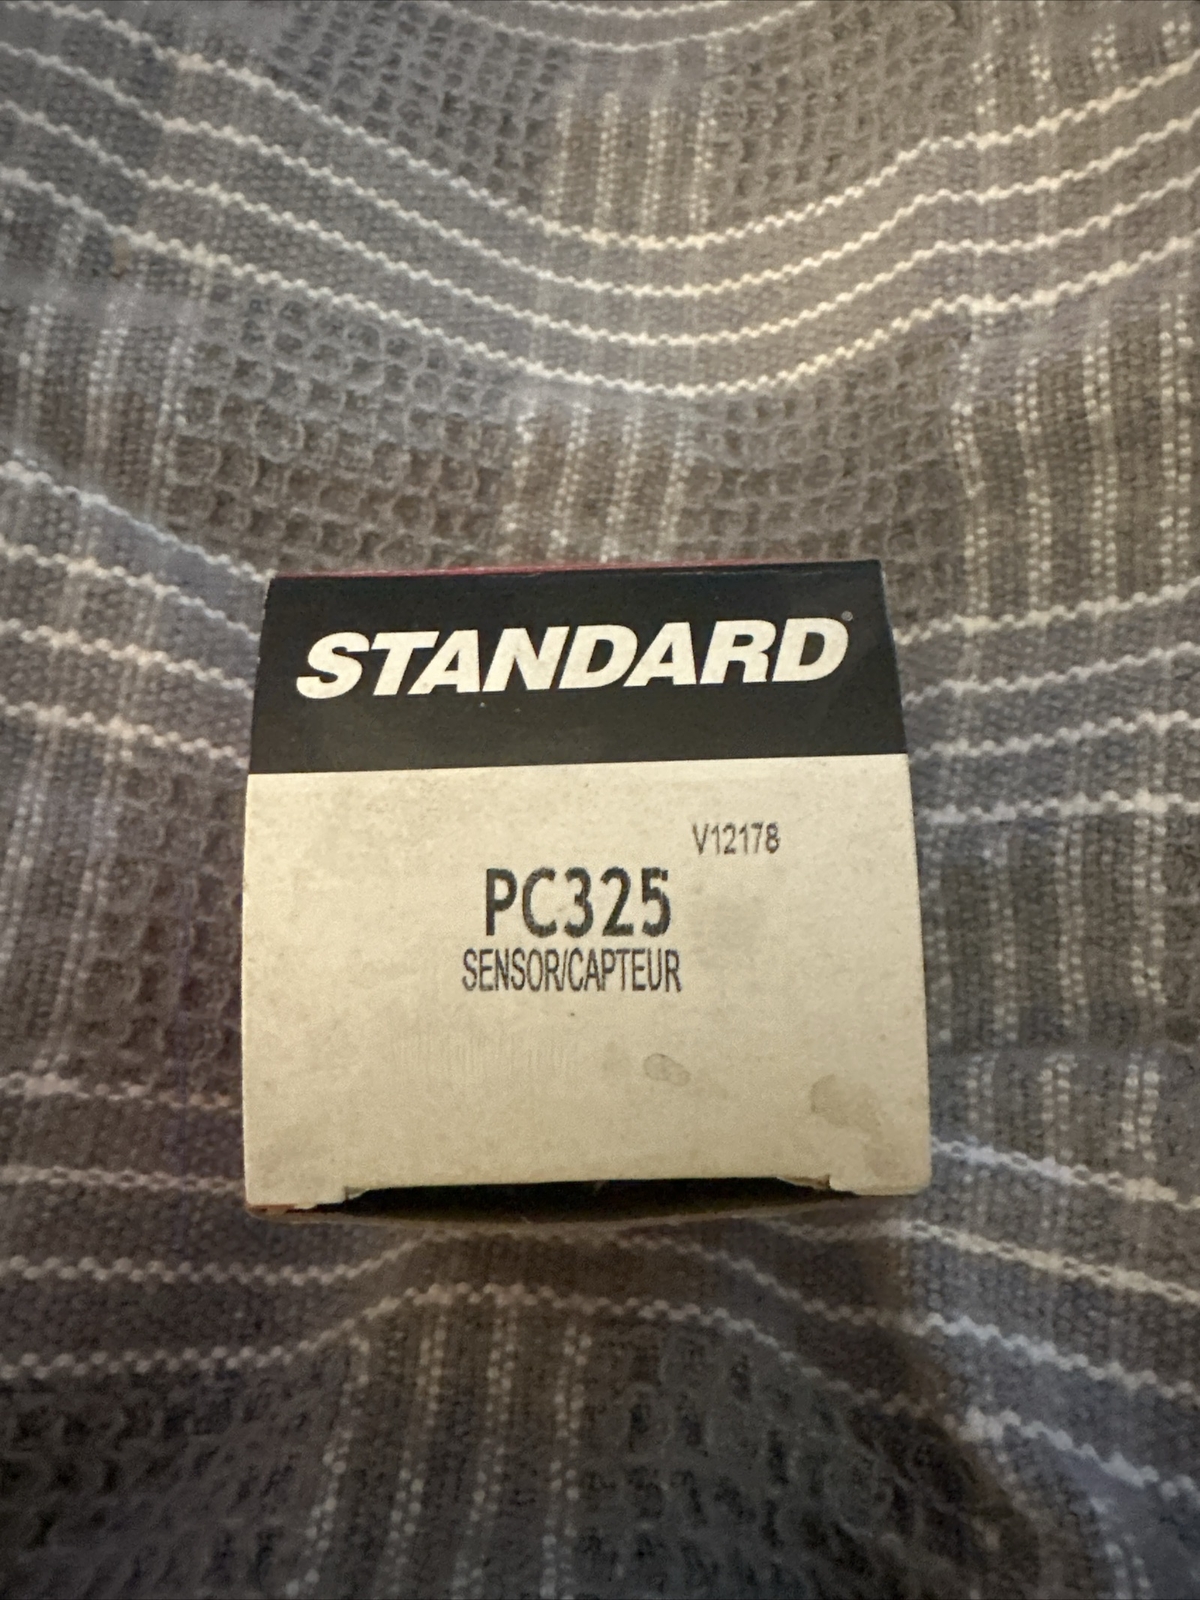 STANDARD®
V12178
PC325
SENSOR/CAPTEUR